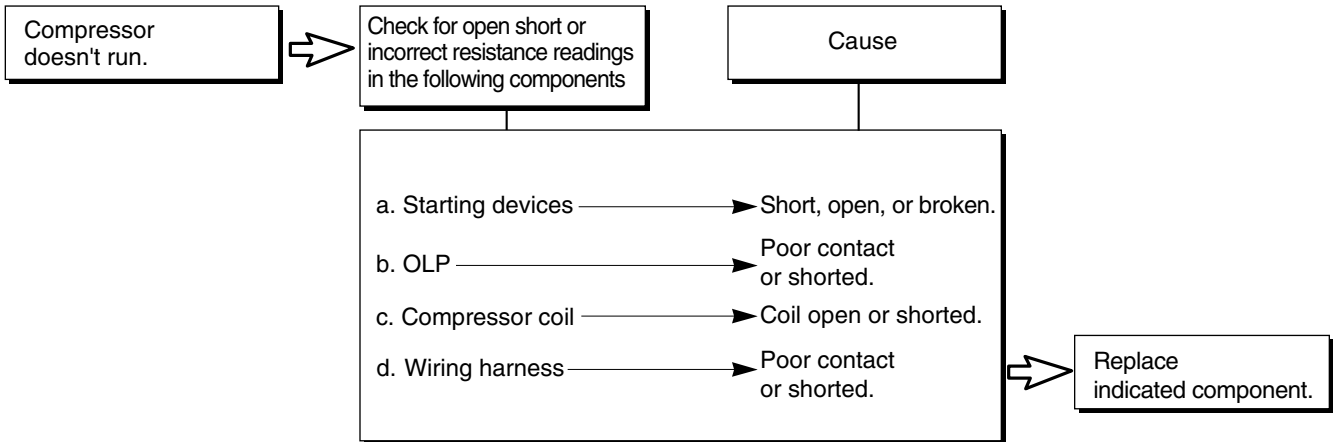 Compressor
doesn't run.
Check for open short or
incorrect resistance readings
in the following components
Cause
a. Starting devices
Short, open, or broken.
b. OLP
Poor contact
or shorted.
c. Compressor coil
Coil open or shorted.
d. Wiring harness
Poor contact
or shorted.
Replace
indicated component.